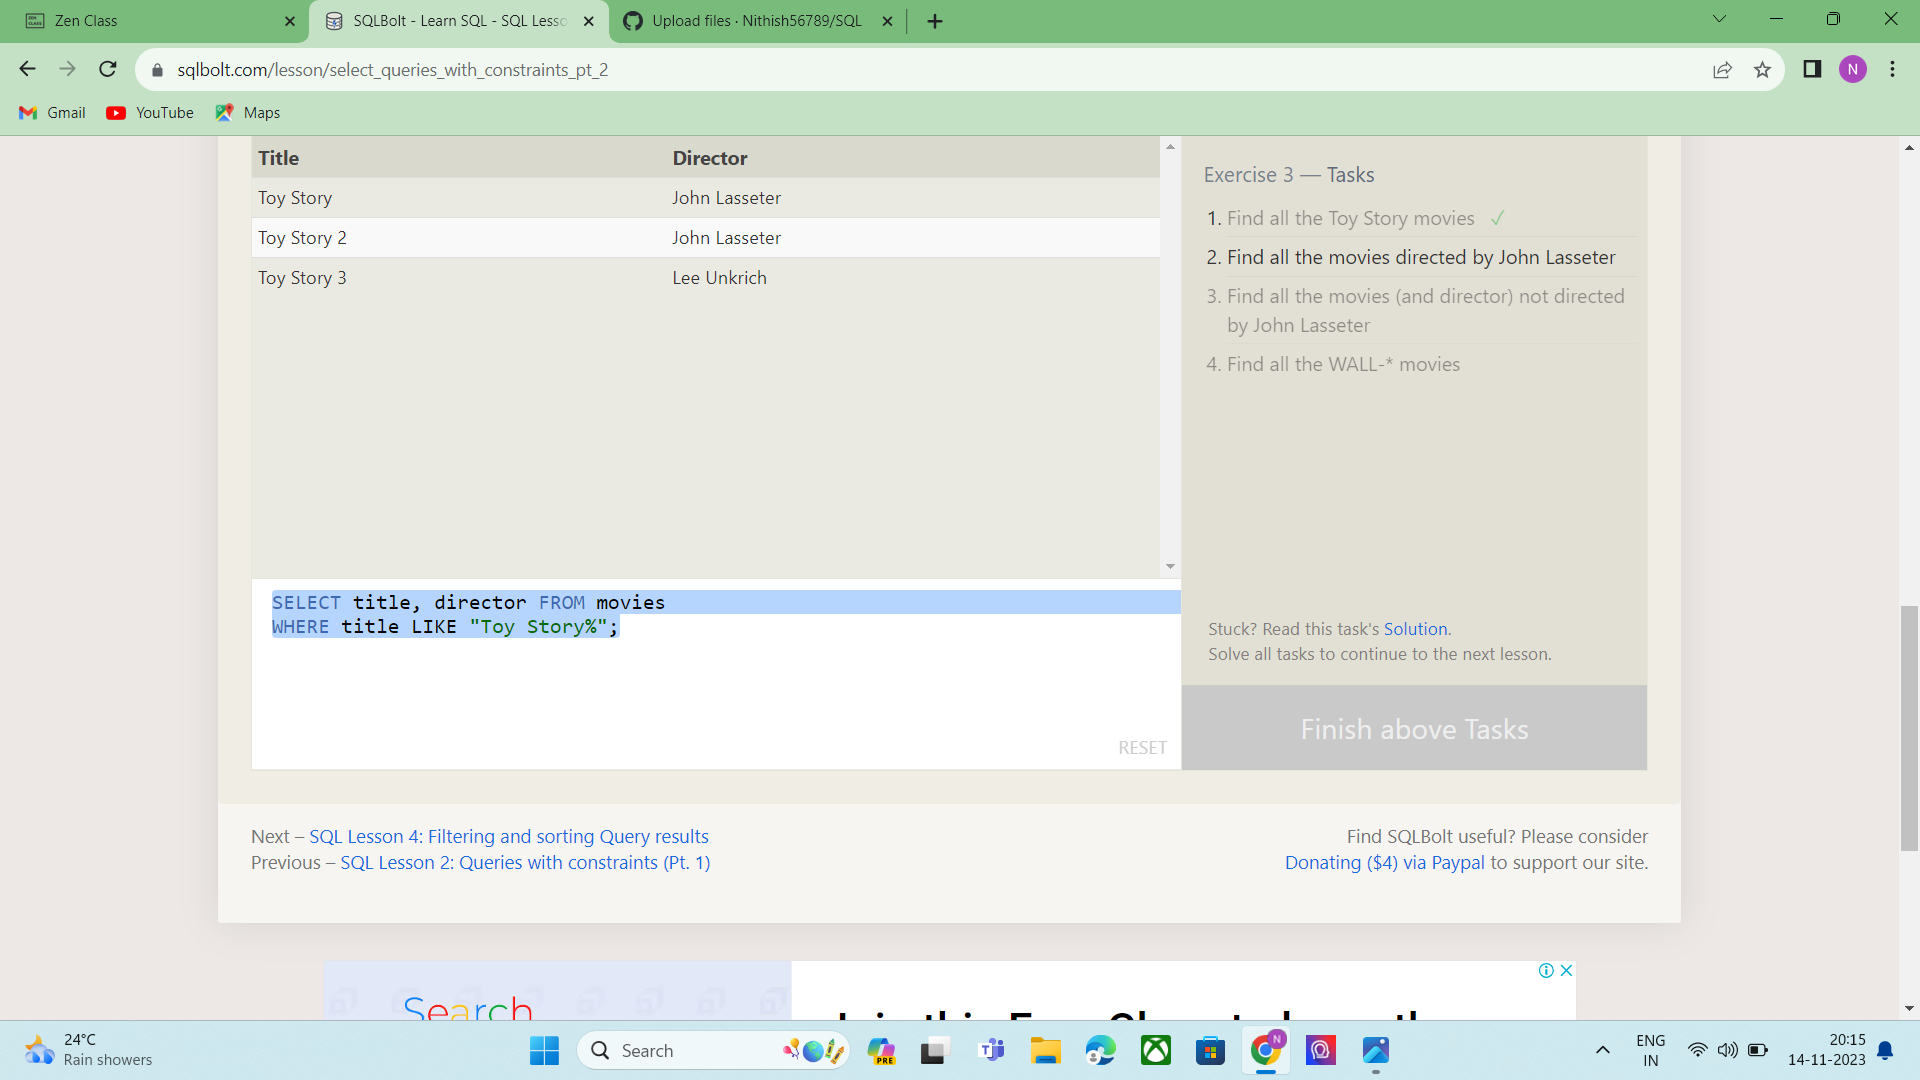 Zen Class
SQLBolt - Learn SQL - SQL Lesso
Upload files · Nithish56789/SQL
sqlbolt.com/lesson/select_queries_with_constraints_pt_2
N
Gmail
YouTube
Maps
Title Director
Toy Story John Lasseter
Toy Story 2 John Lasseter
Toy Story 3 Lee Unkrich
SELECT title, director FROM movies
WHERE title LIKE "Toy Story%";
RESET
Exercise 3 — Tasks
1. Find all the Toy Story movies ✓
2. Find all the movies directed by John Lasseter
3. Find all the movies (and director) not directed
by John Lasseter
4. Find all the WALL-* movies
Stuck? Read this task's Solution.
Solve all tasks to continue to the next lesson.
Finish above Tasks
Next – SQL Lesson 4: Filtering and sorting Query results
Previous – SQL Lesson 2: Queries with constraints (Pt. 1)
Find SQLBolt useful? Please consider
Donating ($4) via Paypal to support our site.
Search
24°C
Rain showers
Search
PRE
N
ENG
IN
20:15
14-11-2023